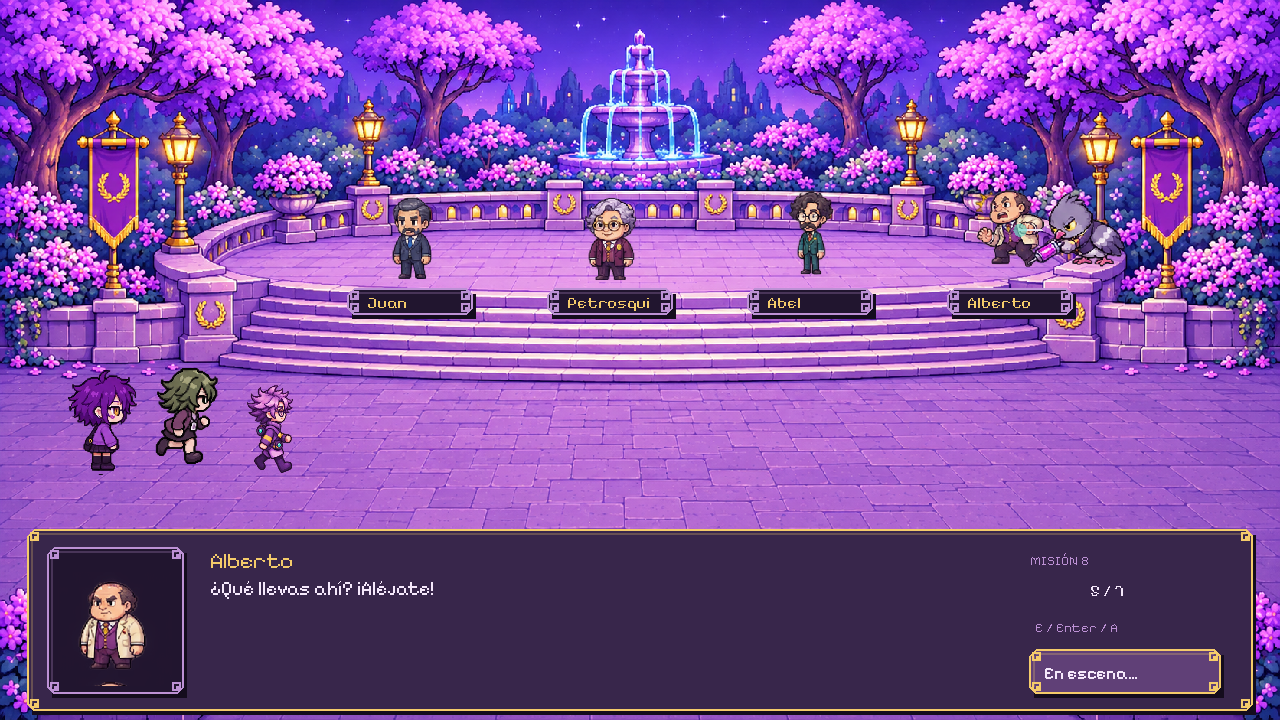 Juan
Petrosqui
Abel
Alberto
Alberto
¿Qué llevas ahí? ¡Aléjate!
MISIÓN 8
E / Enter / A
En escena...